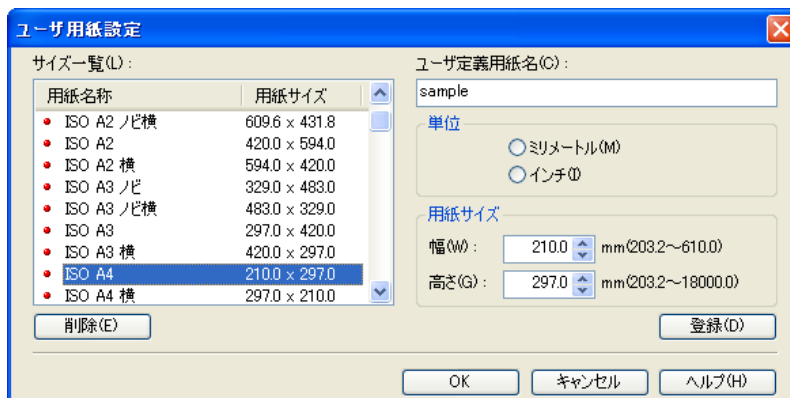 ユーザ用紙設定
サイズ一覧(L):
用紙名称 用紙サイズ
ISO A2 ノビ横 609.6 x 431.8
ISO A2 420.0 x 594.0
ISO A2 横 594.0 x 420.0
ISO A3 ノビ 329.0 x 483.0
ISO A3 ノビ横 483.0 x 329.0
ISO A3 297.0 x 420.0
ISO A3 横 420.0 x 297.0
ISO A4 210.0 x 297.0
ISO A4 横 297.0 x 210.0
削除(E)
ユーザ定義用紙名(C):
sample
単位
ミリメートル(M)
インチ(I)
用紙サイズ
幅(W): 210.0 mm(203.2～610.0)
高さ(G): 297.0 mm(203.2～18000.0)
登録(D)
OK キャンセル ヘルプ(H)